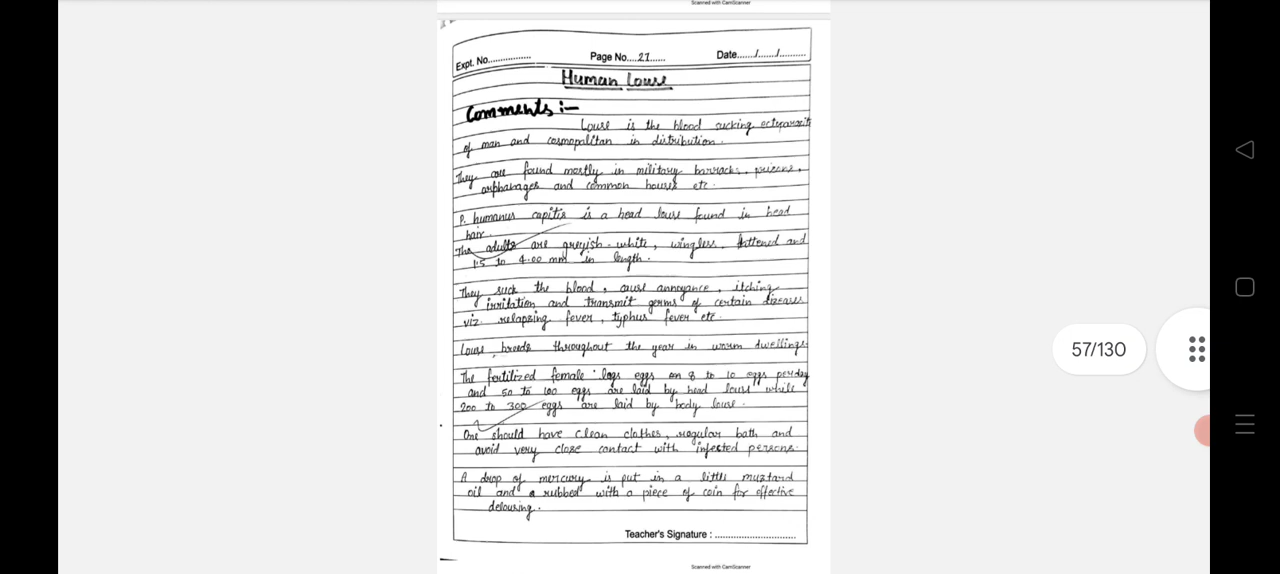 Scanned with CamScanner
Expt. No............... Page No....27...... Date....../....../..........
Human Louse
Comments :-
Louse is the blood sucking ectoparasite
of man and cosmopolitan in distribution.
They are found mostly in military barracks, prizons,
orphanages and common houses etc.
P. humanus capitis is a head louse found in head
hair.
The adults are greyish-white, wingless, flattened and
1.5 to 4.00 mm in length.
They suck the blood, cause annoyance, itching
irritation and transmit germs of certain diseases
viz. relapsing fever, typhus fever etc.
Louse, breeds throughout the year in worm dwellings.
The fertilized female lags eggs on 8 to 10 eggs perday
and 50 to 100 eggs are laid by head louse while
200 to 300 eggs are laid by body louse.
One should have clean clothes, regular bath and
avoid very close contact with infested persons.
A drop of mercury is put in a little mustard
oil and a rubbed with a piece of coin for effective
delousing.
Teacher's Signature : ..............................
Scanned with CamScanner
57/130